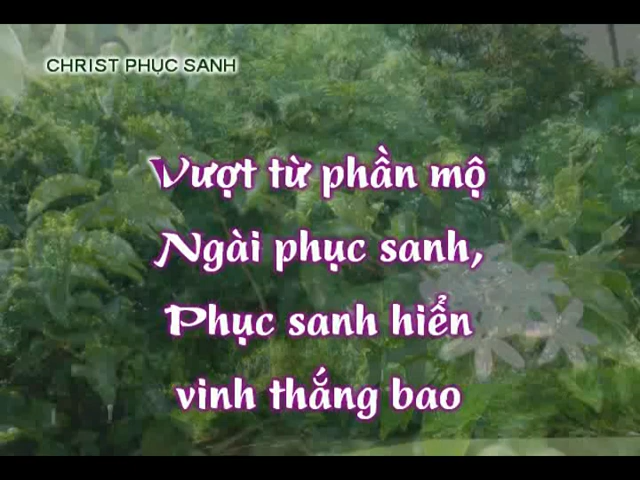 CHRIST PHỤC SANH
Vượt từ phần mộ
Ngài phục sanh,
Phục sanh hiển
vinh thắng bao